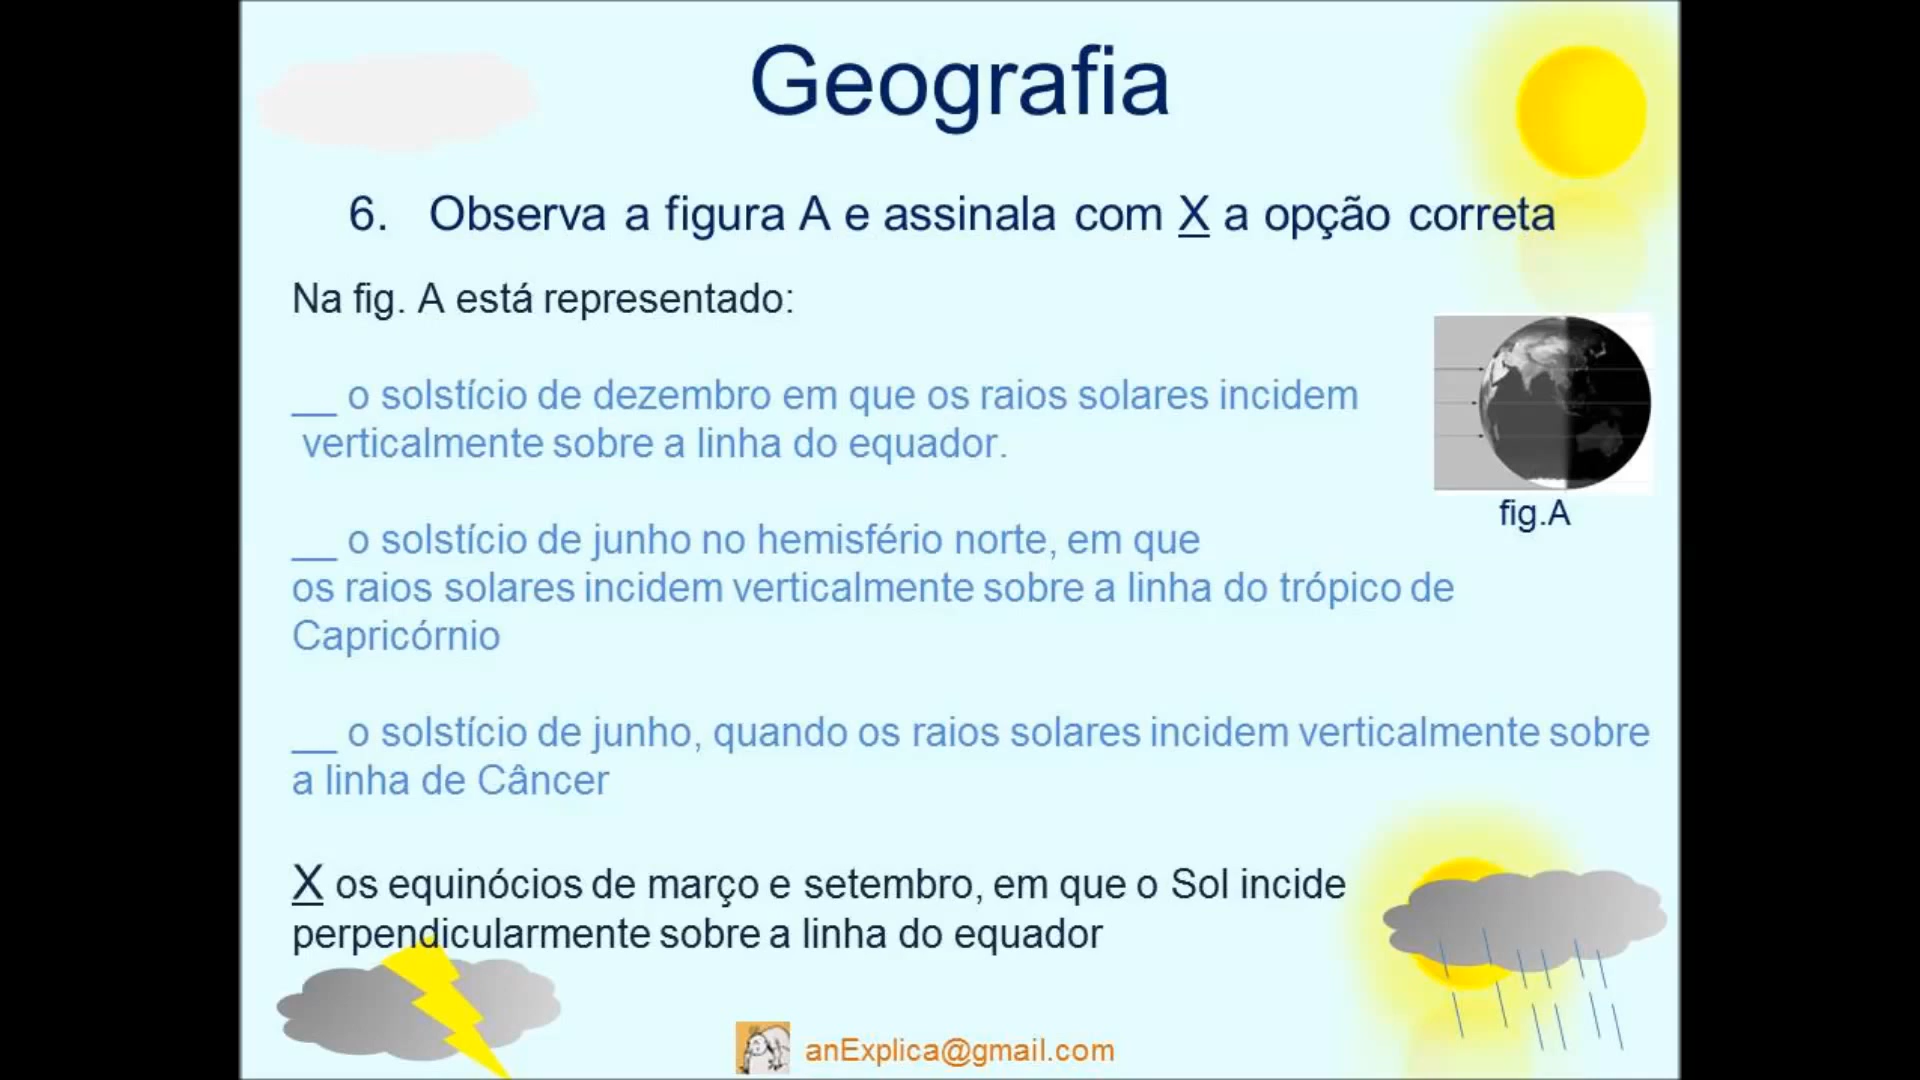 Geografia
6. Observa a figura A e assinala com X a opção correta
Na fig. A está representado:
__ o solstício de dezembro em que os raios solares incidem
verticalmente sobre a linha do equador.
fig.A
__ o solstício de junho no hemisfério norte, em que
os raios solares incidem verticalmente sobre a linha do trópico de
Capricórnio
__ o solstício de junho, quando os raios solares incidem verticalmente sobre
a linha de Câncer
X os equinócios de março e setembro, em que o Sol incide
perpendicularmente sobre a linha do equador
anExplica@gmail.com